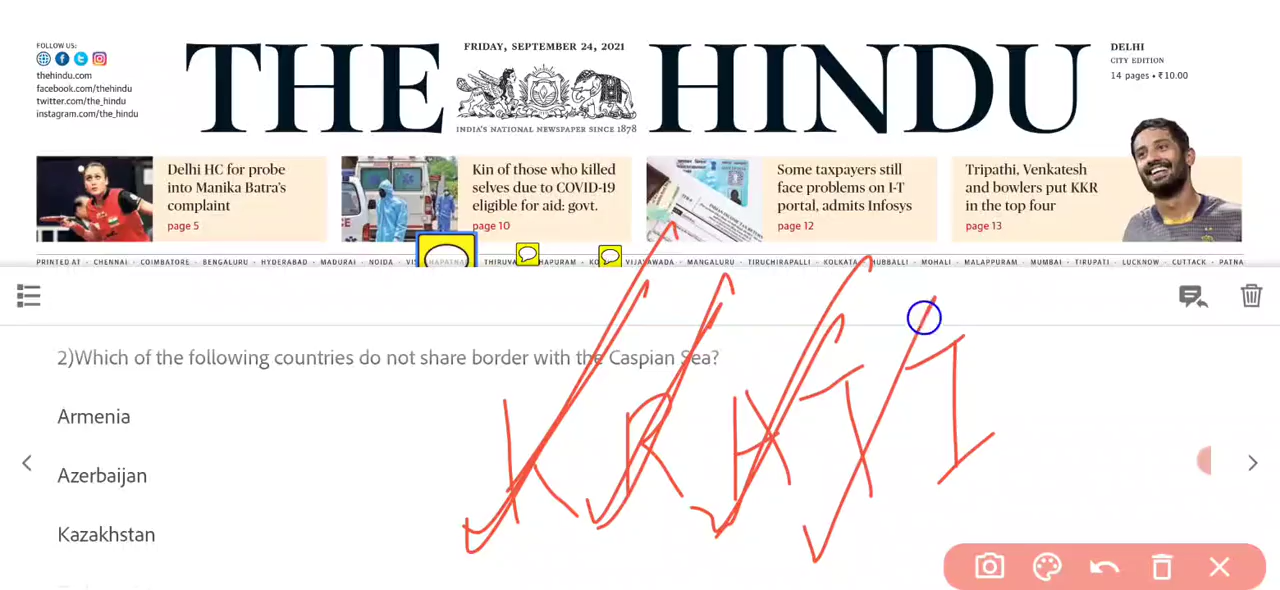 FOLLOW US:
thehindu.com
facebook.com/thehindu
twitter.com/the_hindu
instagram.com/the_hindu
THE HINDU
FRIDAY, SEPTEMBER 24, 2021
INDIA'S NATIONAL NEWSPAPER SINCE 1878
DELHI
CITY EDITION
14 pages • ₹10.00
Delhi HC for probe
into Manika Batra's
complaint
page 5
Kin of those who killed
selves due to COVID-19
eligible for aid: govt.
page 10
Some taxpayers still
face problems on I-T
portal, admits Infosys
page 12
Tripathi, Venkatesh
and bowlers put KKR
in the top four
page 13
PRINTED AT · CHENNAI · COIMBATORE · BENGALURU · HYDERABAD · MADURAI · NOIDA · MANGALURU · TIRUCHIRAPALLI · KOLKATA · HUBBALLI · MOHALI · MALAPPURAM · MUMBAI · TIRUPATI · LUCKNOW · CUTTACK · PATNA
2)Which of the following countries do not share border with the Caspian Sea?
Armenia
Azerbaijan
Kazakhstan